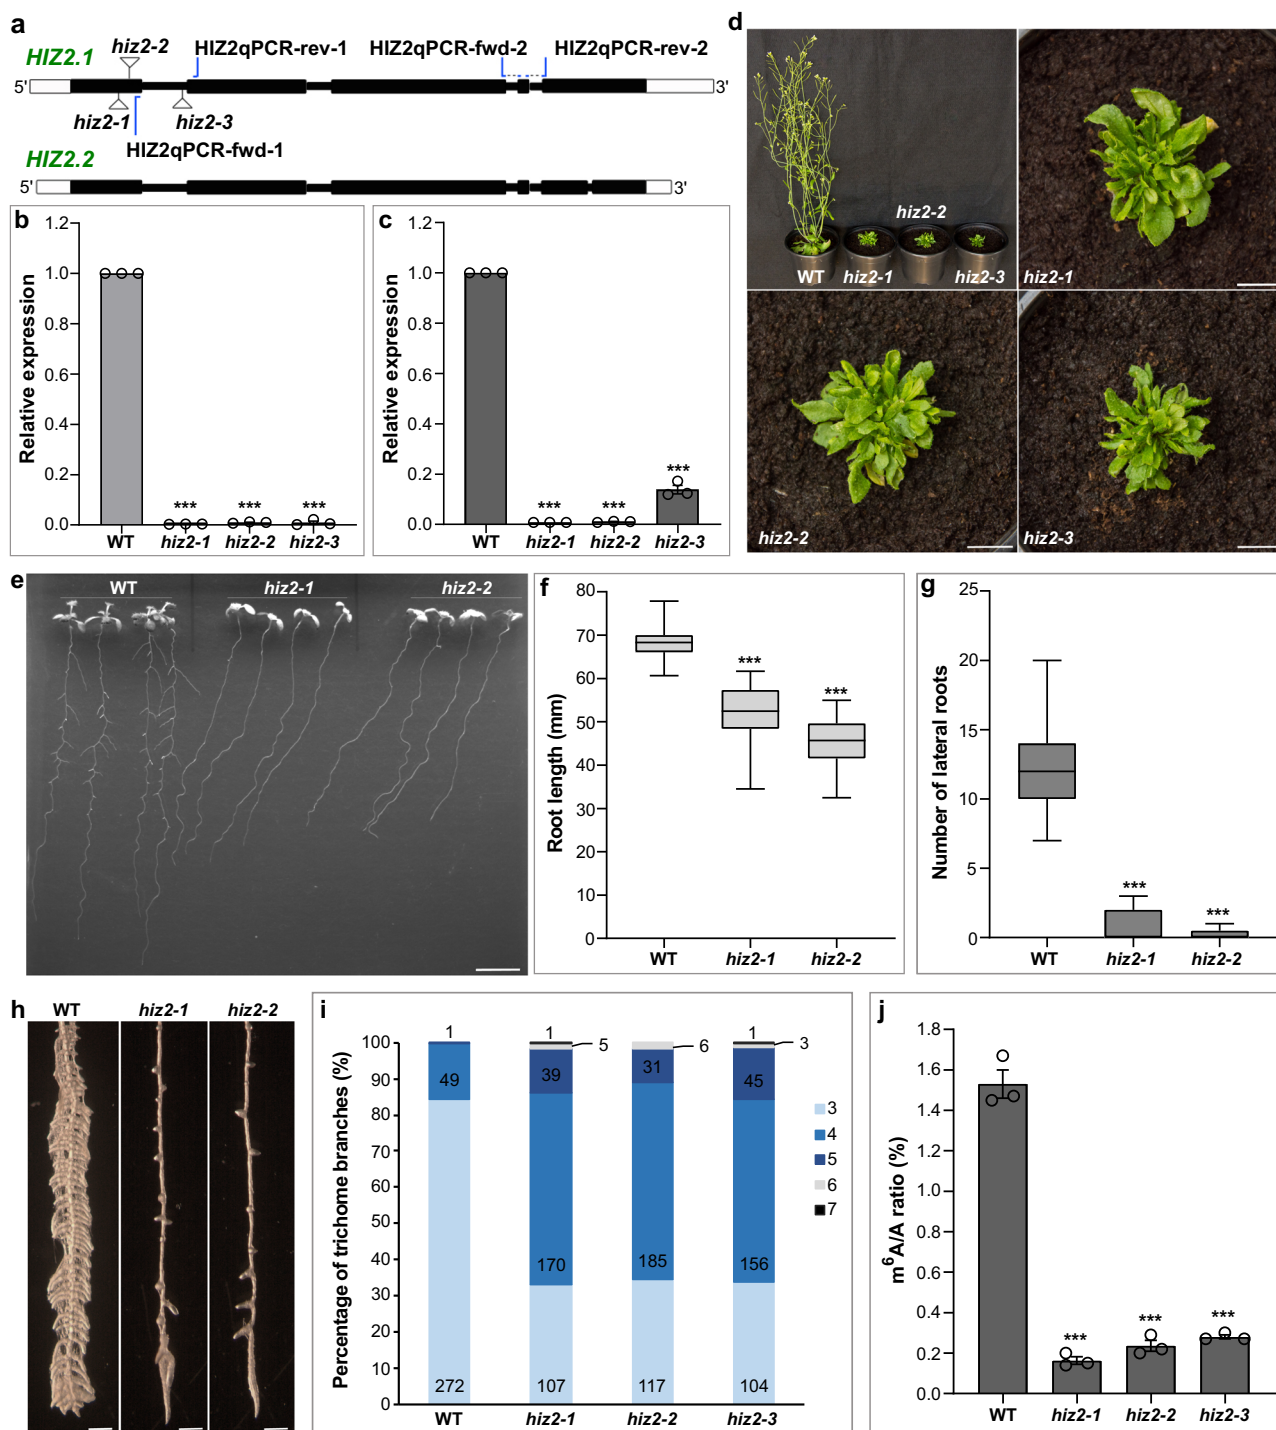 a
hiz2-2
HIZ2.1
HIZ2qPCR-rev-1
HIZ2qPCR-fwd-2
HIZ2qPCR-rev-2
5'
3'
hiz2-1
hiz2-3
HIZ2qPCR-fwd-1
HIZ2.2
5'
3'
b
Relative expression
1.2
1.0
0.8
0.6
0.4
0.2
0.0
*** *** ***
WT hiz2-1 hiz2-2 hiz2-3
c
Relative expression
1.2
1.0
0.8
0.6
0.4
0.2
0.0
*** *** ***
WT hiz2-1 hiz2-2 hiz2-3
d
hiz2-2
WT hiz2-1 hiz2-3
hiz2-1
hiz2-2
hiz2-3
e
WT hiz2-1 hiz2-2
f
Root length (mm)
80
70
60
50
40
30
20
10
0
*** ***
WT hiz2-1 hiz2-2
g
Number of lateral roots
25
20
15
10
5
0
*** ***
WT hiz2-1 hiz2-2
h
WT hiz2-1 hiz2-2
i
Percentage of trichome branches (%)
100
90
80
70
60
50
40
30
20
10
0
1 1 5 6 1 3
49 39 31 45
170 185 156
272 107 117 104
WT hiz2-1 hiz2-2 hiz2-3
3
4
5
6
7
j
m⁶A/A ratio (%)
1.8
1.6
1.4
1.2
1.0
0.8
0.6
0.4
0.2
0.0
*** *** ***
WT hiz2-1 hiz2-2 hiz2-3